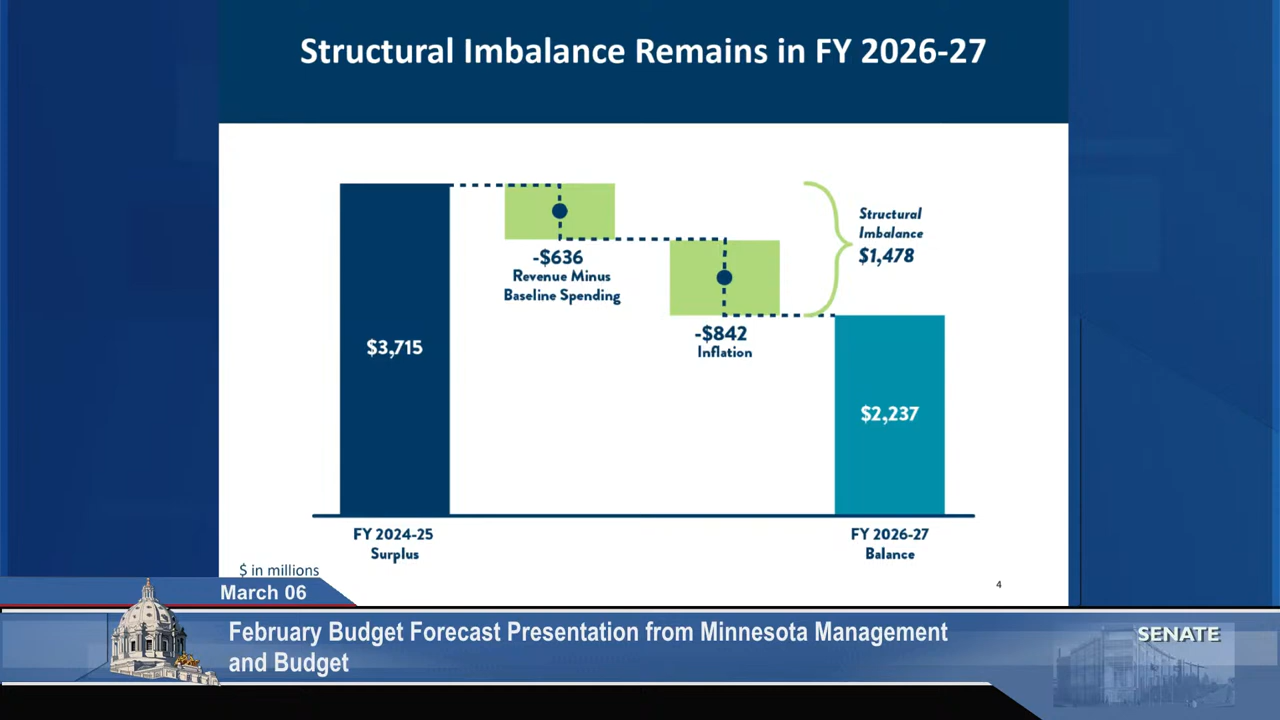 Structural Imbalance Remains in FY 2026-27
$3,715
-$636
Revenue Minus
Baseline Spending
-$842
Inflation
Structural
Imbalance
$1,478
$2,237
FY 2024-25
Surplus
FY 2026-27
Balance
$ in millions
4
March 06
February Budget Forecast Presentation from Minnesota Management
and Budget
SENATE